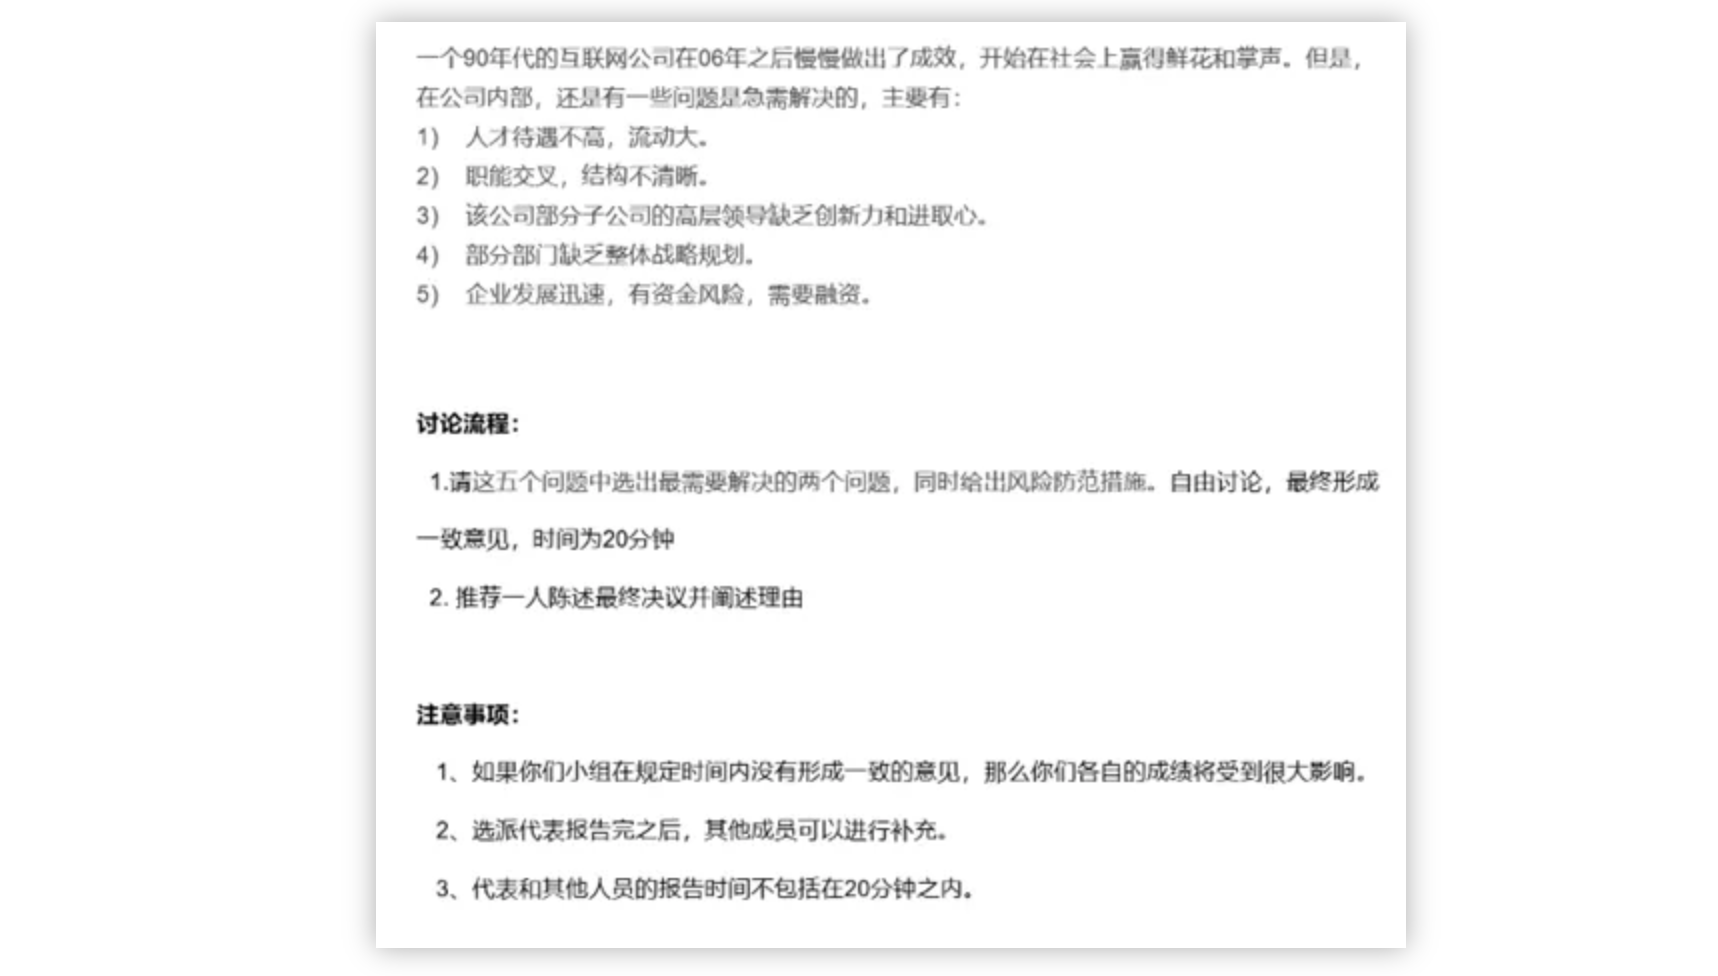 一个90年代的互联网公司在06年之后慢慢做出了成效，开始在社会上赢得鲜花和掌声。但是，
在公司内部，还是有一些问题是急需解决的，主要有：
1） 人才待遇不高，流动大。
2） 职能交叉，结构不清晰。
3） 该公司部分子公司的高层领导缺乏创新力和进取心。
4） 部分部门缺乏整体战略规划。
5） 企业发展迅速，有资金风险，需要融资。
讨论流程：
1.请这五个问题中选出最需要解决的两个问题，同时给出风险防范措施。自由讨论，最终形成
一致意见，时间为20分钟
2. 推荐一人陈述最终决议并阐述理由
注意事项：
1、如果你们小组在规定时间内没有形成一致的意见，那么你们各自的成绩将受到很大影响。
2、选派代表报告完之后，其他成员可以进行补充。
3、代表和其他人员的报告时间不包括在20分钟之内。